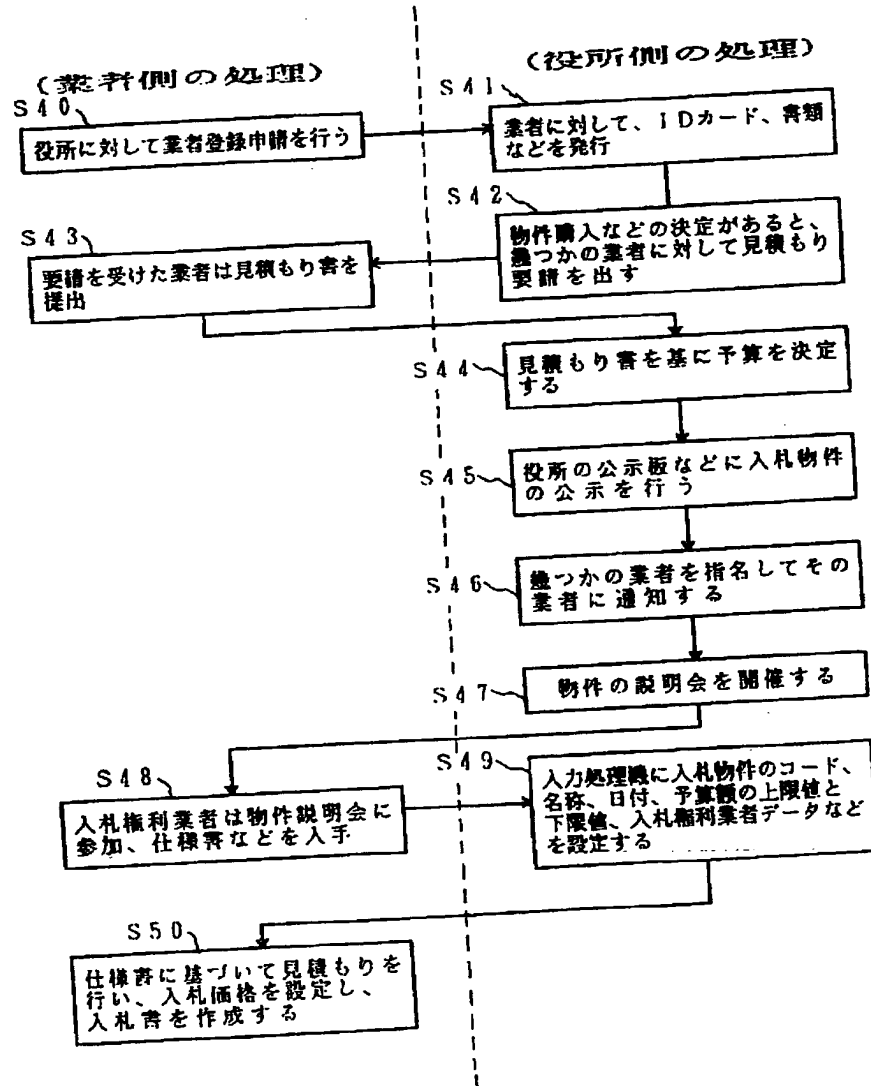 (業者側の処理)
(役所側の処理)
S40
役所に対して業者登録申請を行う
S41
業者に対して、IDカード、書類
などを発行
S42
物件購入などの決定があると、
幾つかの業者に対して見積もり
要請を出す
S43
要請を受けた業者は見積もり書を
提出
S44
見積もり書を基に予算を決定
する
S45
役所の公示板などに入札物件
の公示を行う
S46
幾つかの業者を指名してその
業者に通知する
S47
物件の説明会を開催する
S48
入札権利業者は物件説明会に
参加、仕様書などを入手
S49
入力処理機に入札物件のコード、
名称、日付、予算額の上限値と
下限値、入札権利業者データなど
を設定する
S50
仕様書に基づいて見積もりを
行い、入札価格を設定し、
入札書を作成する